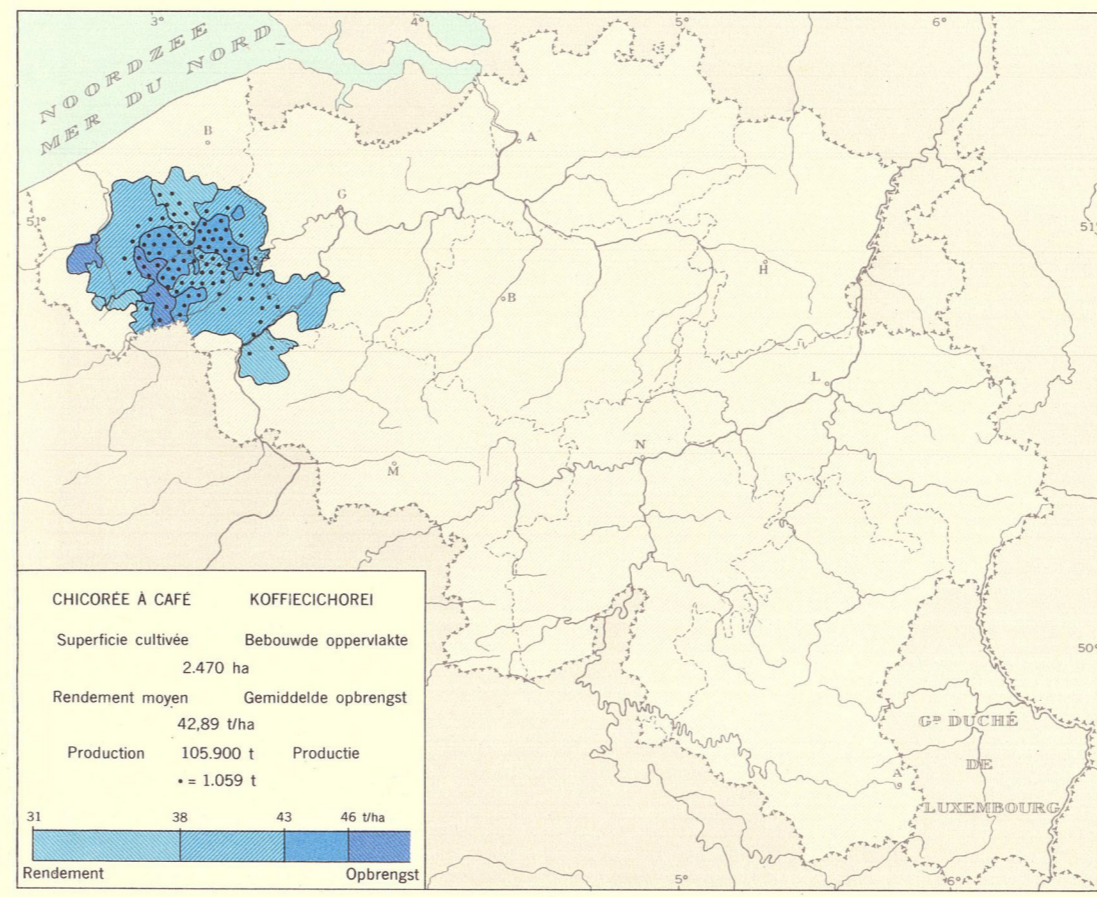 3° 4° 5° 6°
NOORDZEE
MER DU NORD
B
A
51°
G
51°
H
B
L
N
M
CHICORÉE À CAFÉ KOFFIECICHOREI
Superficie cultivée Bebouwde oppervlakte
2.470 ha
Rendement moyen Gemiddelde opbrengst
42,89 t/ha
Production 105.900 t Productie
• = 1.059 t
31 38 43 46 t/ha
Rendement Opbrengst
50°
Gᴰ DUCHÉ
DE
A
LUXEMBOURG
5° 6°